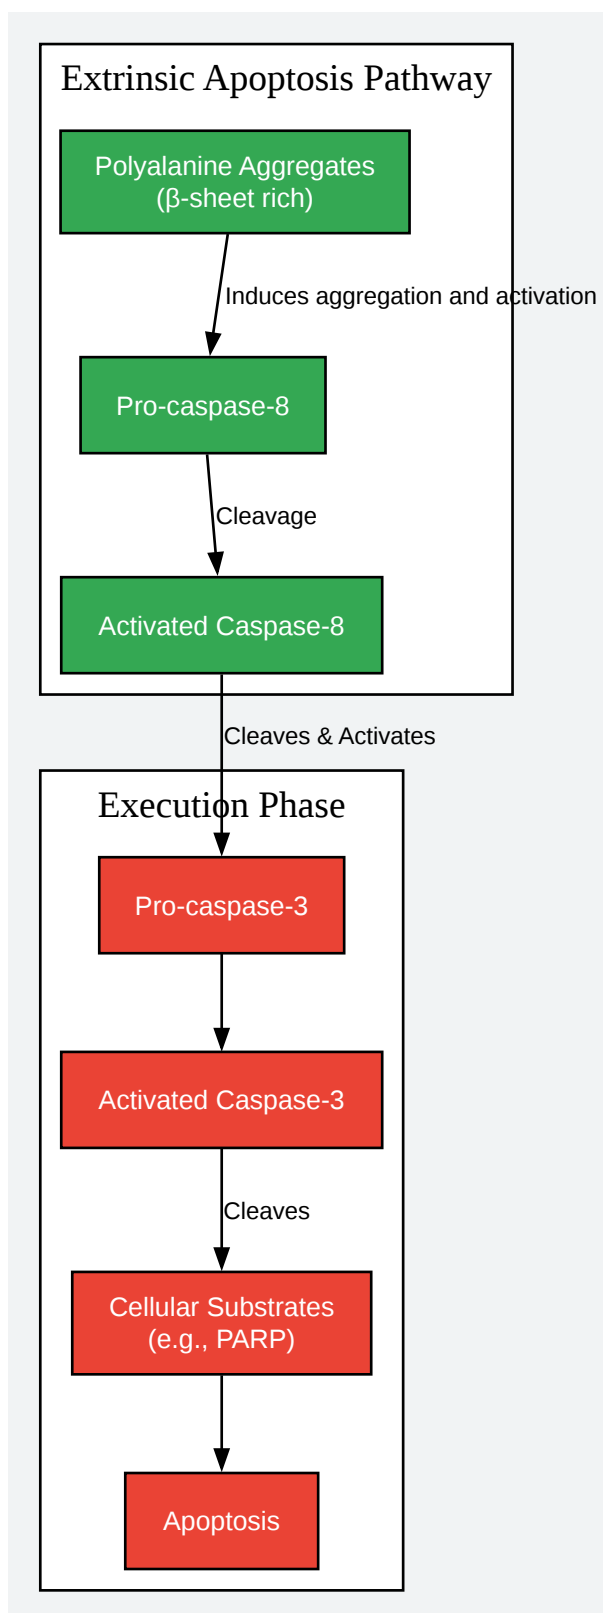 Extrinsic Apoptosis Pathway
Polyalanine Aggregates
(β-sheet rich)
Induces aggregation and activation
Pro-caspase-8
Cleavage
Activated Caspase-8
Cleaves & Activates
Execution Phase
Pro-caspase-3
Activated Caspase-3
Cleaves
Cellular Substrates
(e.g., PARP)
Apoptosis